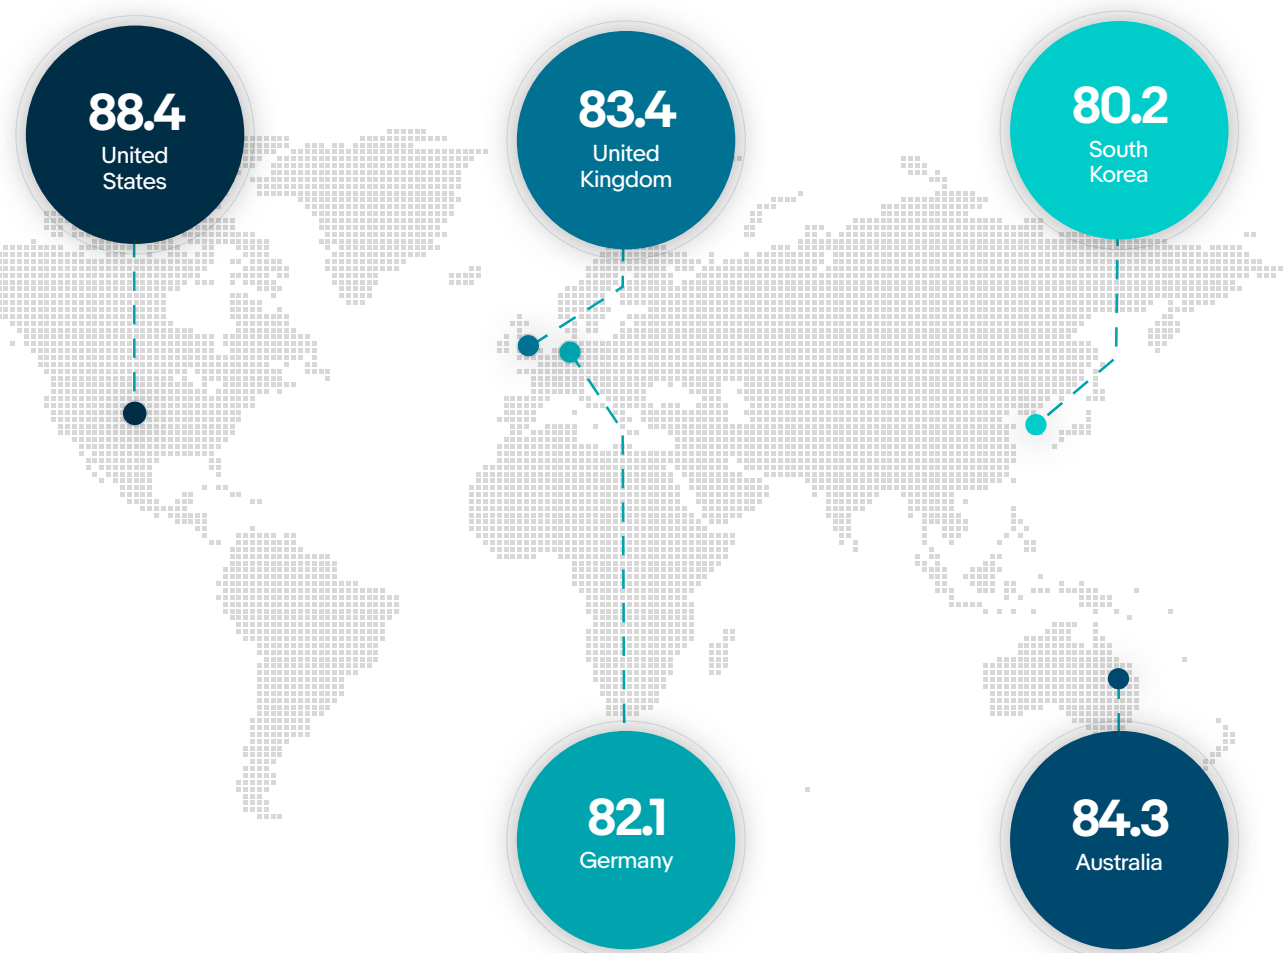 88.4
United
States
83.4
United
Kingdom
80.2
South
Korea
82.1
Germany
84.3
Australia